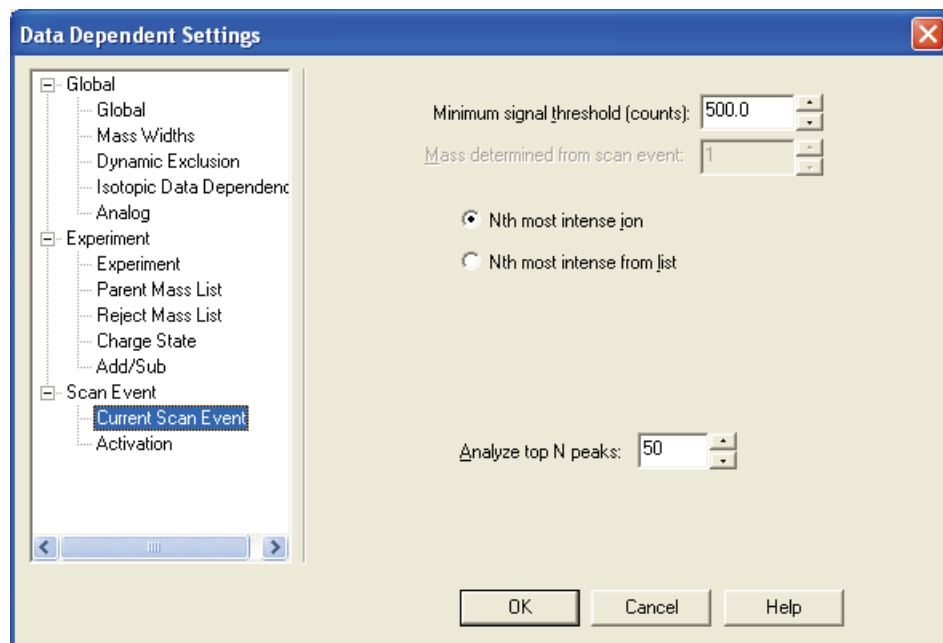 Data Dependent Settings
Global
Global
Mass Widths
Dynamic Exclusion
Isotopic Data Dependenc
Analog
Experiment
Experiment
Parent Mass List
Reject Mass List
Charge State
Add/Sub
Scan Event
Current Scan Event
Activation
Minimum signal threshold (counts): 500.0
Mass determined from scan event: 1
Nth most intense ion
Nth most intense from list
Analyze top N peaks: 50
OK Cancel Help